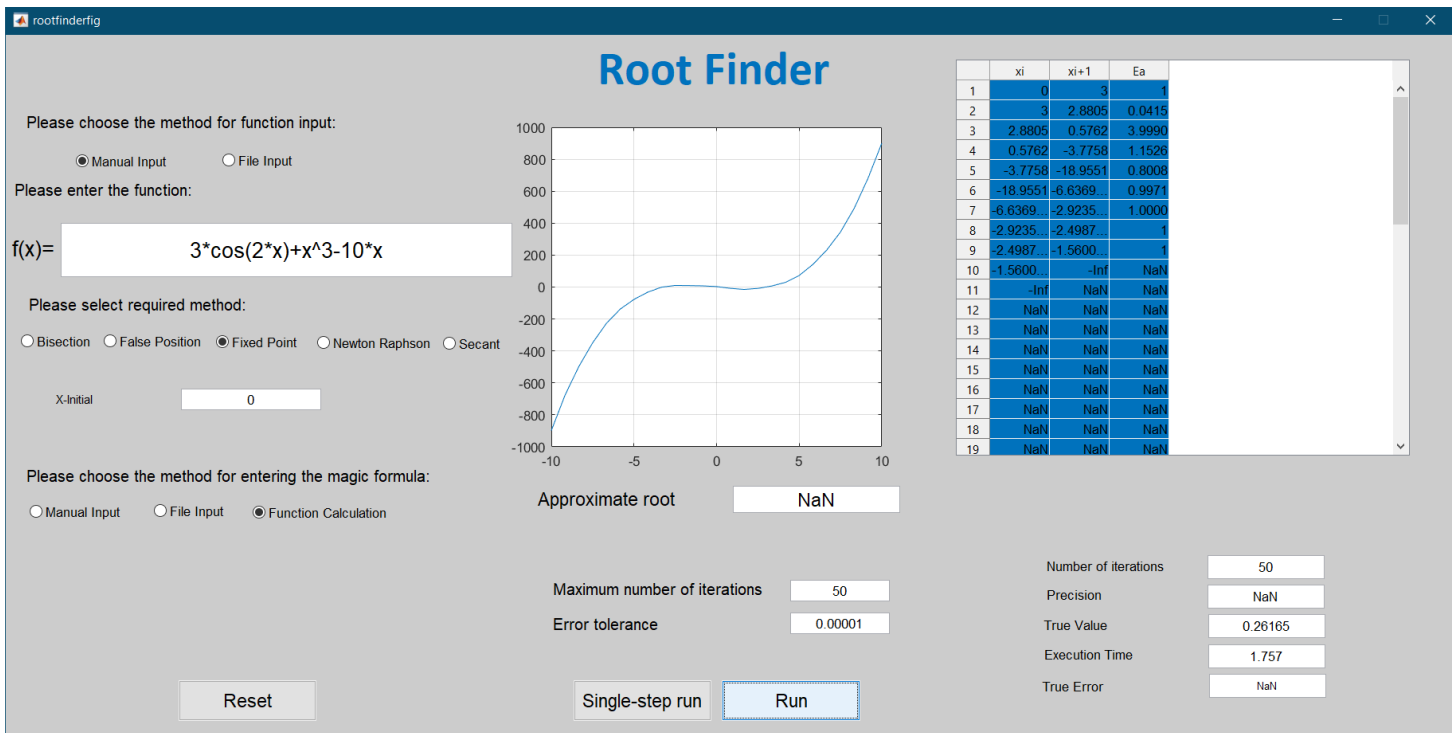 rootfinderfig
Root Finder
Please choose the method for function input:
Manual Input File Input
Please enter the function:
f(x)= 3*cos(2*x)+x^3-10*x
Please select required method:
Bisection False Position Fixed Point Newton Raphson Secant
X-Initial 0
Please choose the method for entering the magic formula:
Manual Input File Input Function Calculation
Reset
1000
800
600
400
200
0
-200
-400
-600
-800
-1000
-10 -5 0 5 10
Approximate root NaN
Maximum number of iterations 50
Error tolerance 0.00001
Single-step run Run
xi xi+1 Ea
1 0 3 1
2 3 2.8805 0.0415
3 2.8805 0.5762 3.9990
4 0.5762 -3.7758 1.1526
5 -3.7758 -18.9551 0.8008
6 -18.9551 -6.6369... 0.9971
7 -6.6369... -2.9235... 1.0000
8 -2.9235... -2.4987... 1
9 -2.4987... -1.5600... 1
10 -1.5600... -Inf NaN
11 -Inf NaN NaN
12 NaN NaN NaN
13 NaN NaN NaN
14 NaN NaN NaN
15 NaN NaN NaN
16 NaN NaN NaN
17 NaN NaN NaN
18 NaN NaN NaN
19 NaN NaN NaN
Number of iterations 50
Precision NaN
True Value 0.26165
Execution Time 1.757
True Error NaN